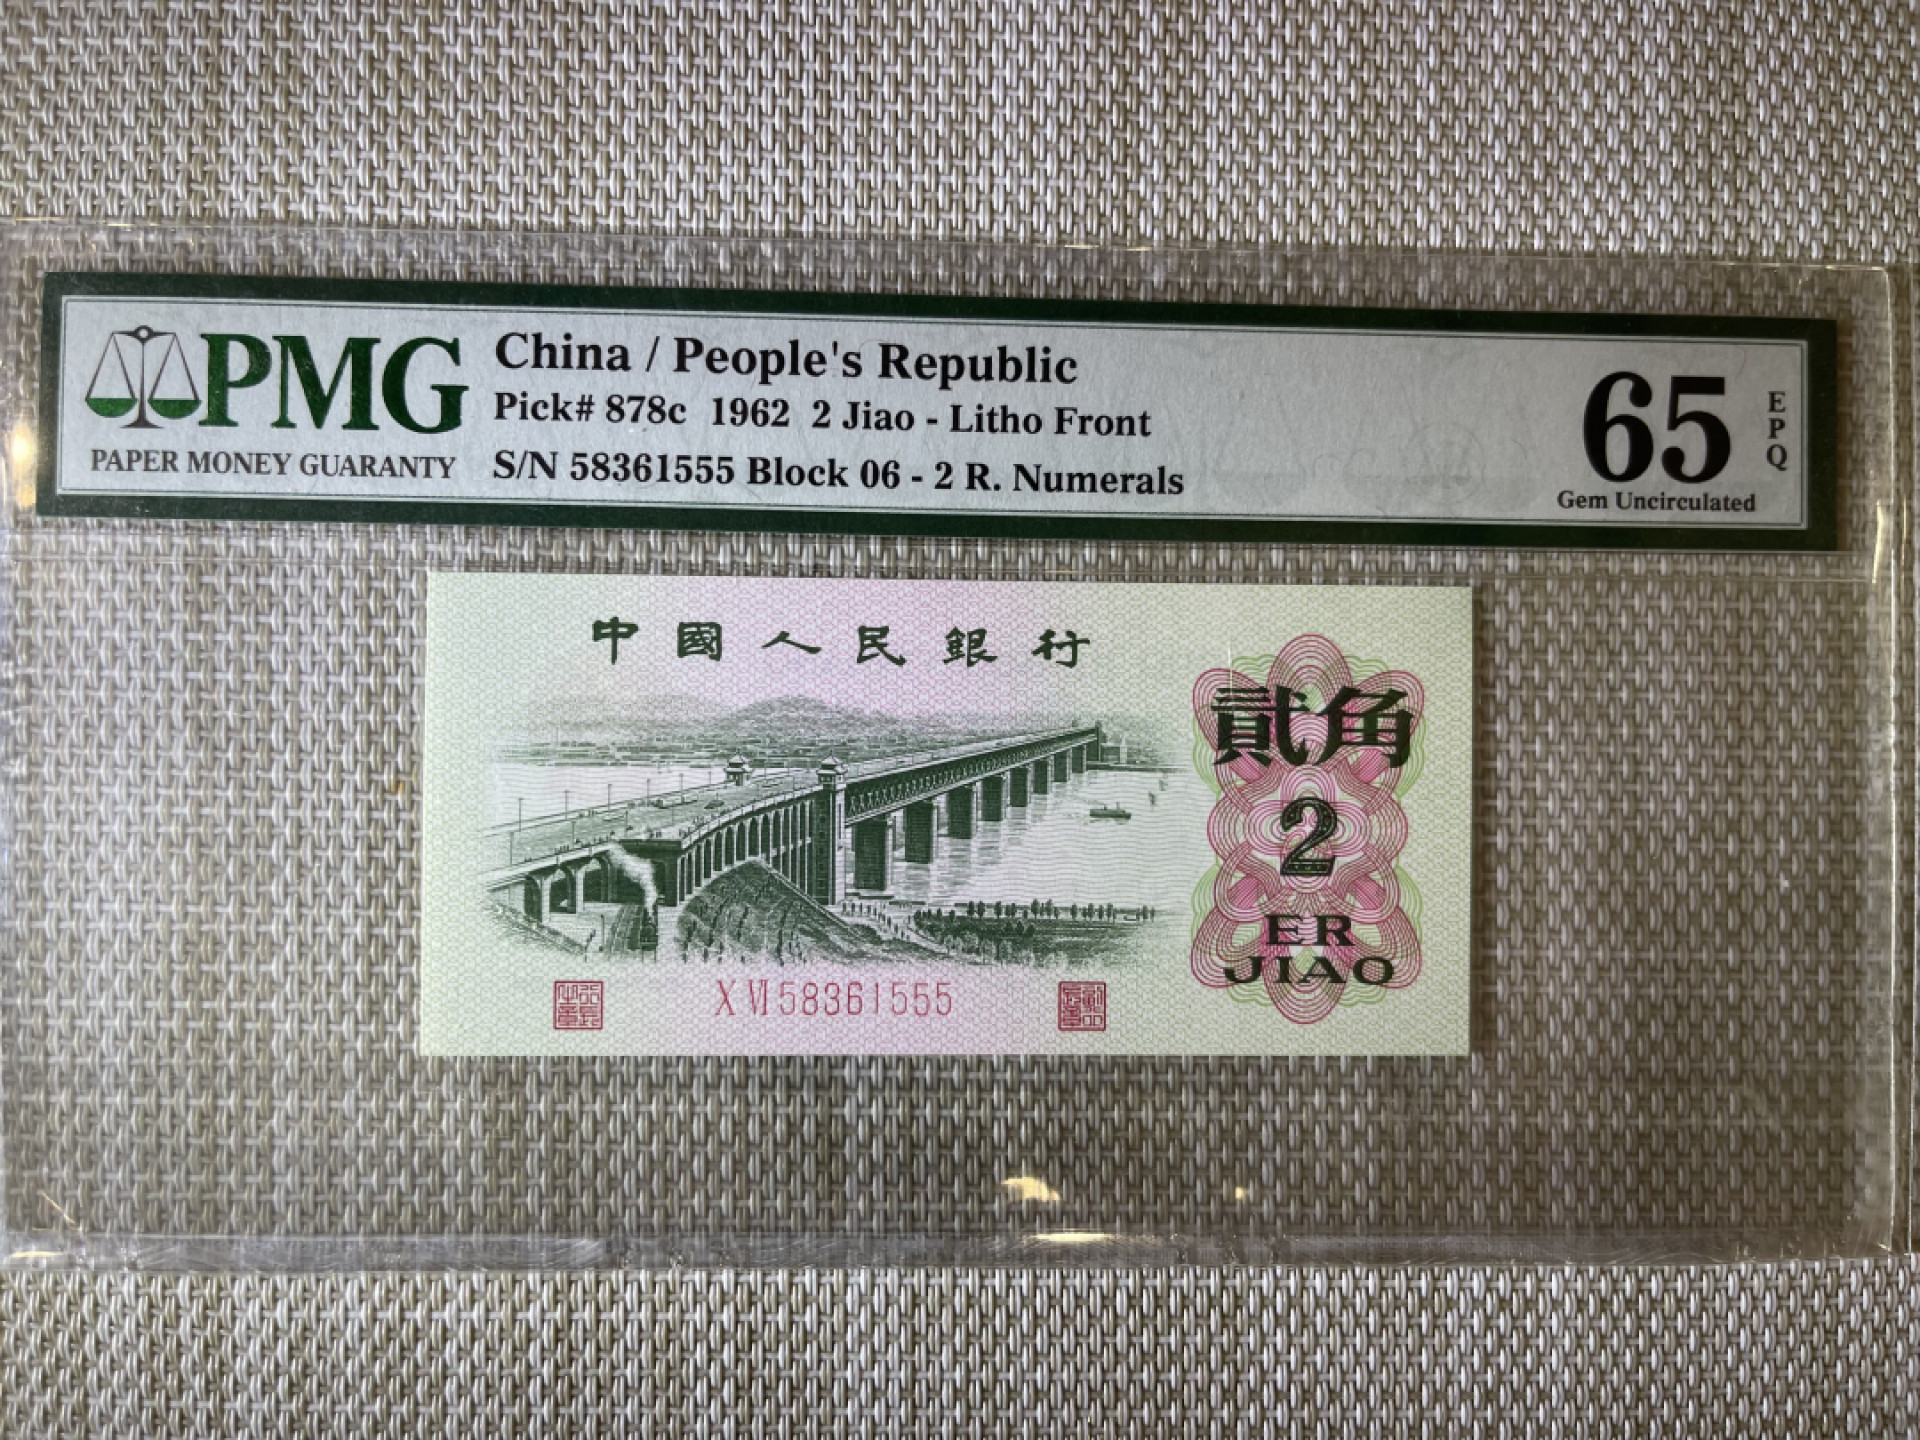 PMG
PAPER MONEY GUARANTY
China / People's Republic
Pick# 878c 1962 2 Jiao - Litho Front
S/N 58361555 Block 06 - 2 R. Numerals
65
EPQ
Gem Uncirculated
中國人民銀行
貳角
2
ER
JIAO
X VI 58361555